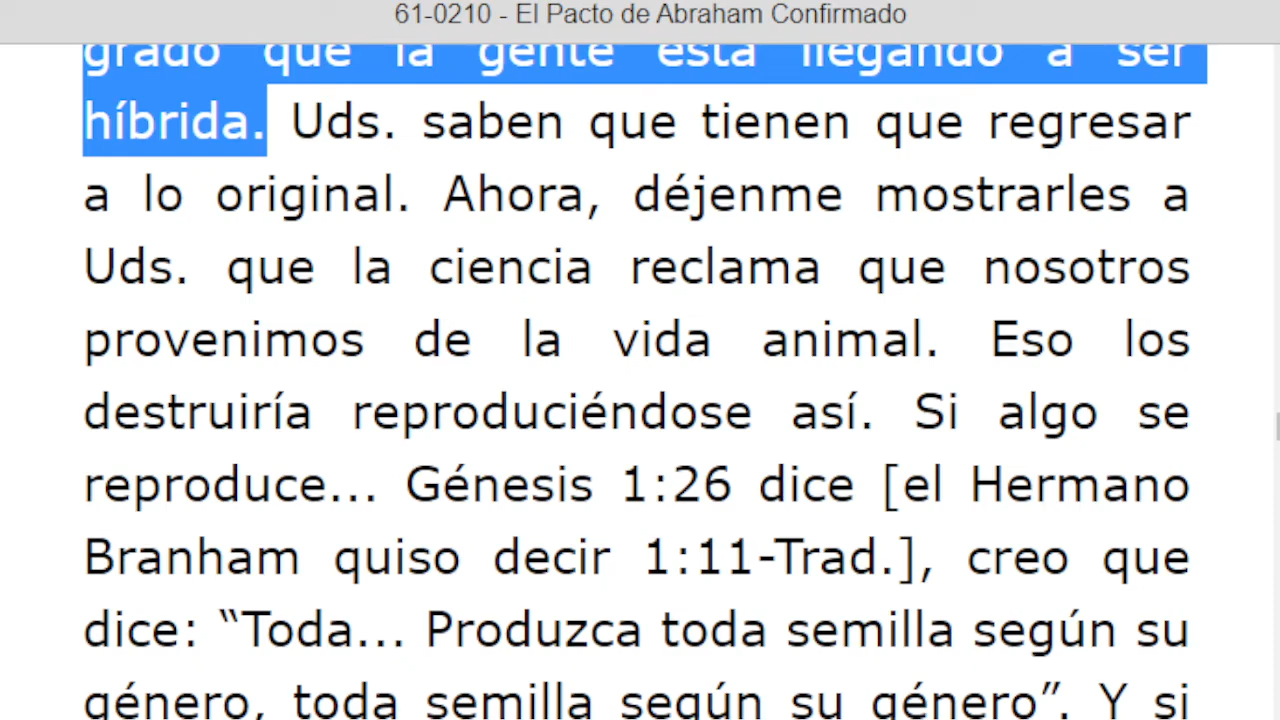 61-0210 - El Pacto de Abraham Confirmado
grado que la gente está llegando a ser
híbrida. Uds. saben que tienen que regresar
a lo original. Ahora, déjenme mostrarles a
Uds. que la ciencia reclama que nosotros
provenimos de la vida animal. Eso los
destruiría reproduciéndose así. Si algo se
reproduce... Génesis 1:26 dice [el Hermano
Branham quiso decir 1:11-Trad.], creo que
dice: “Toda... Produzca toda semilla según su
género, toda semilla según su género”. Y si